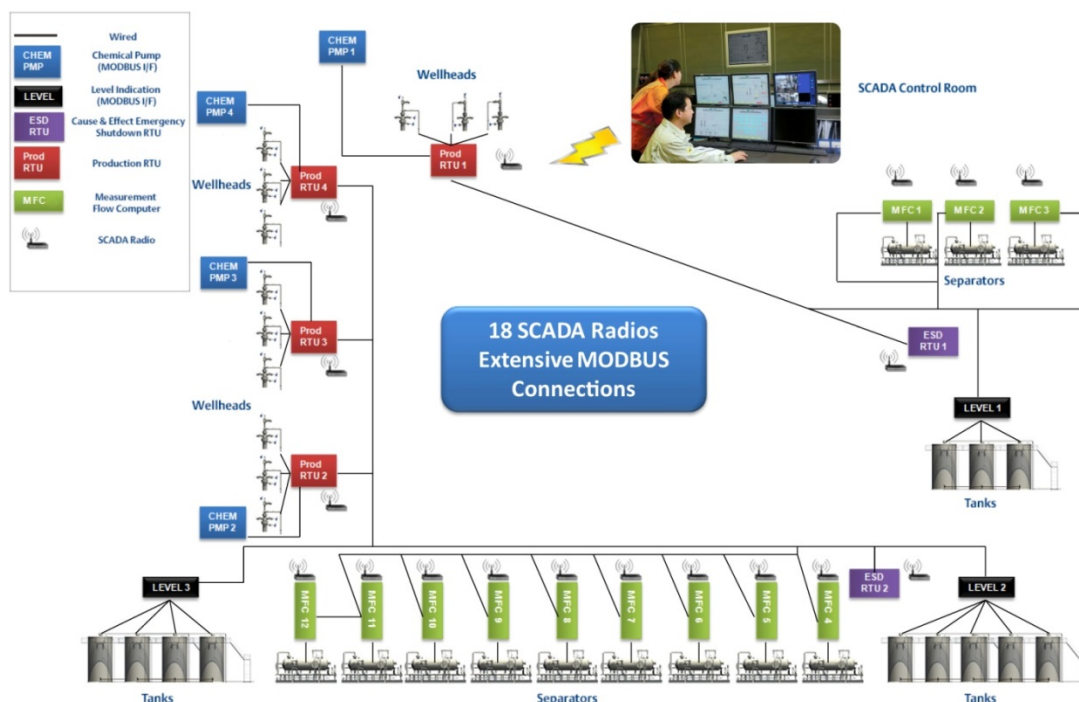 Wired
CHEM
PMP
Chemical Pump
(MODBUS I/F)
LEVEL
Level Indication
(MODBUS I/F)
ESD
RTU
Cause & Effect Emergency
Shutdown RTU
Prod
RTU
Production RTU
MFC
Measurement
Flow Computer
SCADA Radio
CHEM
PMP 1
Wellheads
Prod
RTU 1
SCADA Control Room
CHEM
PMP 4
Wellheads
Prod
RTU 4
MFC 1
MFC 2
MFC 3
Separators
CHEM
PMP 3
Prod
RTU 3
18 SCADA Radios
Extensive MODBUS
Connections
ESD
RTU 1
LEVEL 1
Tanks
Wellheads
Prod
RTU 2
CHEM
PMP 2
LEVEL 3
Tanks
MFC 12
MFC 11
MFC 10
MFC 9
MFC 8
MFC 7
MFC 6
MFC 5
MFC 4
Separators
ESD
RTU 2
LEVEL 2
Tanks